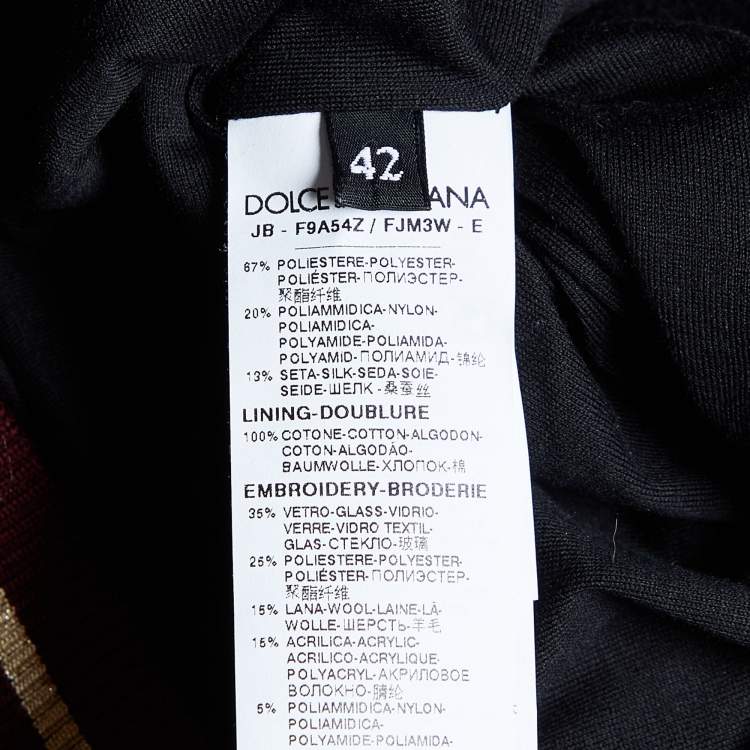 42
DOLCE ANA
JB - F9A54Z / FJM3W - E
67% POLIESTERE-POLYESTER-
POLIÉSTER-ПОЛИЭСТЕР-
聚酯纤维
20% POLIAMMIDICA-NYLON-
POLIAMIDICA-
POLYAMIDE-POLIAMIDA-
POLYAMID-ПОЛИАМИД-锦纶
13% SETA-SILK-SEDA-SOIE-
SEIDE-ШЕЛК-桑蚕丝
LINING-DOUBLURE
100% COTONE-COTTON-ALGODON-
COTON-ALGODÃO-
BAUMWOLLE-ХЛОПОК-棉
EMBROIDERY-BRODERIE
35% VETRO-GLASS-VIDRIO-
VERRE-VIDRO TEXTIL-
GLAS-СТЕКЛО-玻璃
25% POLIESTERE-POLYESTER-
POLIÉSTER-ПОЛИЭСТЕР-
聚酯纤维
15% LANA-WOOL-LAINE-LÃ-
WOLLE-ШЕРСТЬ-羊毛
15% ACRILICA-ACRYLIC-
ACRILICO-ACRYLIQUE-
POLYACRYL-АКРИЛОВОЕ
ВОЛОКНО-腈纶
5% POLIAMMIDICA-NYLON-
POLIAMIDICA-
POLYAMIDE-POLIAMIDA-